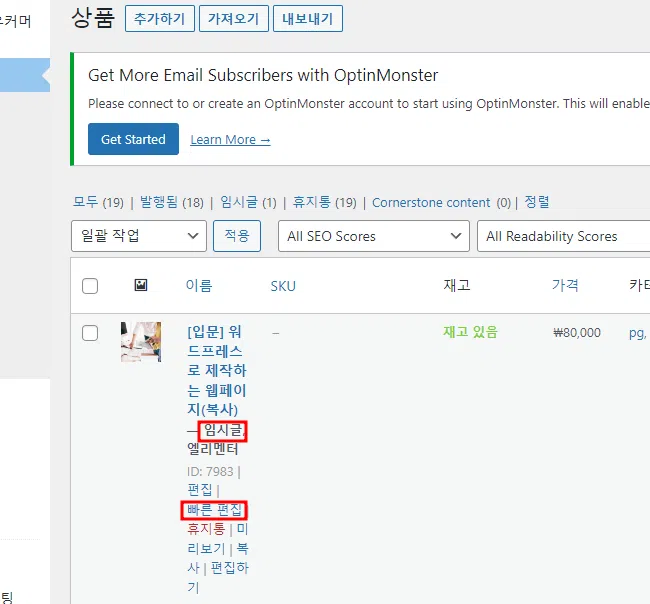 우커머
상품 추가하기 가져오기 내보내기
Get More Email Subscribers with OptinMonster
Please connect to or create an OptinMonster account to start using OptinMonster. This will enable
Get Started Learn More →
모두 (19) | 발행됨 (18) | 임시글 (1) | 휴지통 (19) | Cornerstone content (0) | 정렬
일괄 작업 적용 All SEO Scores All Readability Scores
이름 SKU 재고 가격 카테
[입문] 워
드프레스
로 제작하
는 웹페이
지(복사)
— 임시글,
엘리멘터
ID: 7983 |
편집 |
빠른 편집
휴지통 | 미
리보기 | 복
사 | 편집하
기
– 재고 있음 ₩80,000 pg,
팅